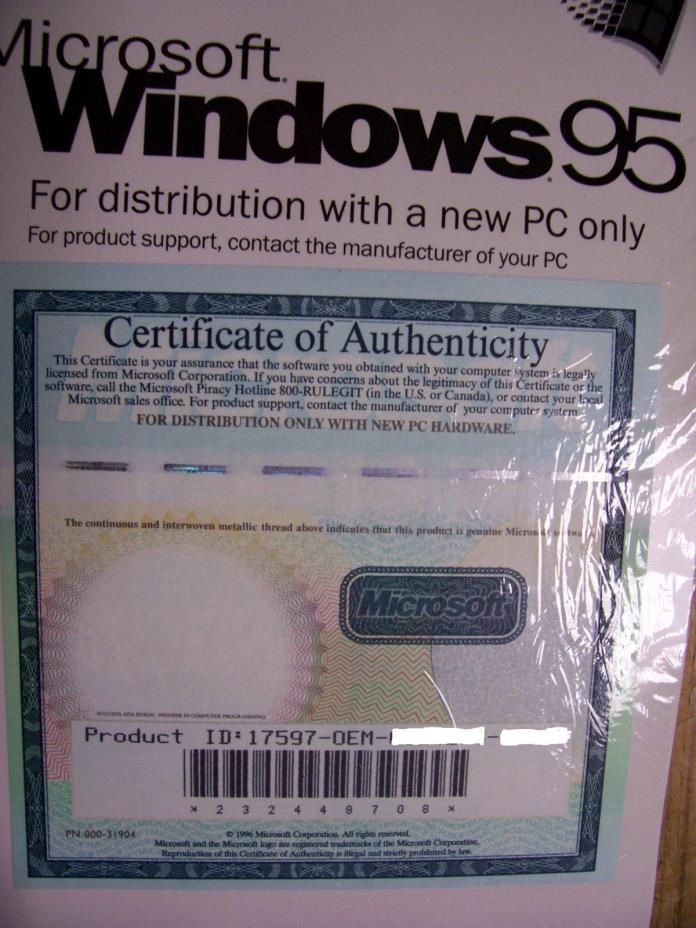 Microsoft
Windows 95
For distribution with a new PC only
For product support, contact the manufacturer of your PC
Certificate of Authenticity
This Certificate is your assurance that the software you obtained with your computer system is legally
licensed from Microsoft Corporation. If you have concerns about the legitimacy of this Certificate or the
software, call the Microsoft Piracy Hotline 800-RULEGIT (in the U.S. or Canada), or contact your local
Microsoft sales office. For product support, contact the manufacturer of your computer system.
FOR DISTRIBUTION ONLY WITH NEW PC HARDWARE.
The continuous and interwoven metallic thread above indicates that this product is genuine Microsoft software.
Microsoft
AUGUSTA ADA BYRON - PIONEER IN COMPUTER PROGRAMMING.
Product ID: 17597-OEM-
* 2 3 2 4 4 8 7 0 8 *
PN 000-31904
© 1996 Microsoft Corporation. All rights reserved.
Microsoft and the Microsoft logo are registered trademarks of the Microsoft Corporation.
Reproduction of this Certificate of Authenticity is illegal and strictly prohibited by law.